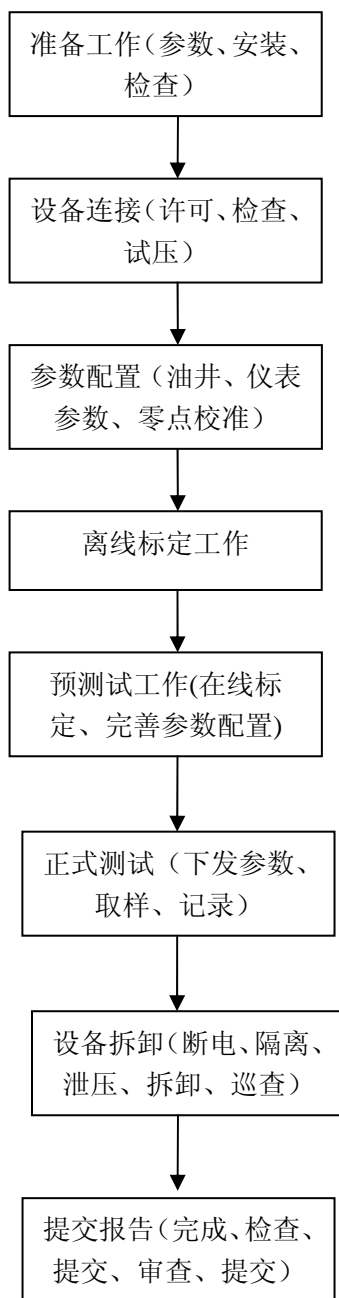 准备工作（参数、安装、
检查）
设备连接（许可、检查、
试压）
参数配置（油井、仪表
参数、零点校准）
离线标定工作
预测试工作(在线标
定、完善参数配置)
正式测试（下发参数、
取样、记录）
设备拆卸（断电、隔离、
泄压、拆卸、巡查）
提交报告（完成、检查、
提交、审查、提交）